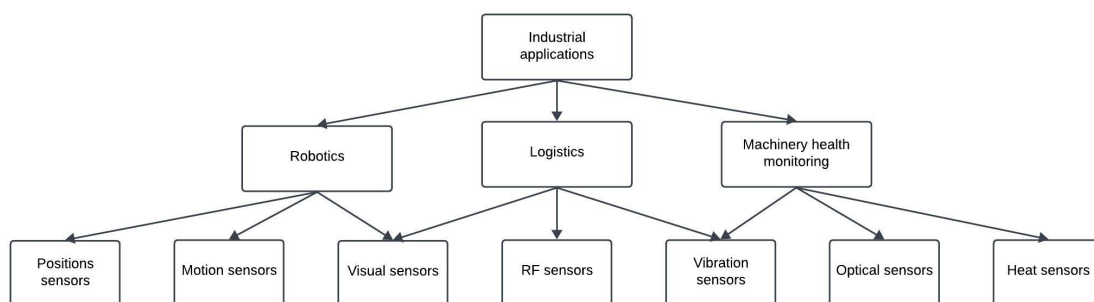 Industrial
applications
Robotics
Logistics
Machinery health
monitoring
Positions
sensors
Motion sensors
Visual sensors
RF sensors
Vibration
sensors
Optical sensors
Heat sensors